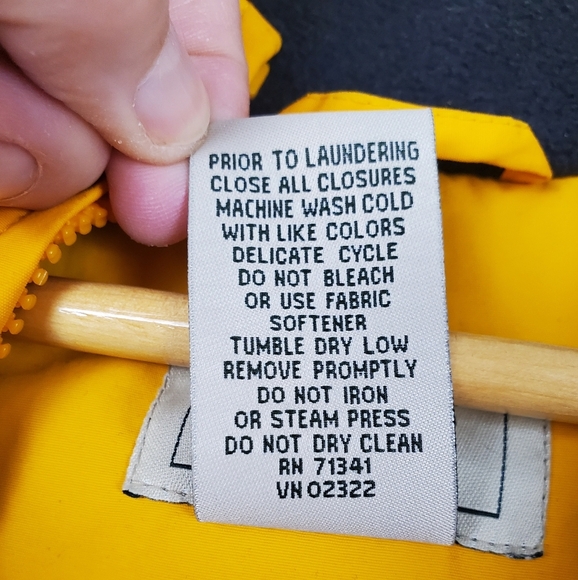 PRIOR TO LAUNDERING
CLOSE ALL CLOSURES
MACHINE WASH COLD
WITH LIKE COLORS
DELICATE CYCLE
DO NOT BLEACH
OR USE FABRIC
SOFTENER
TUMBLE DRY LOW
REMOVE PROMPTLY
DO NOT IRON
OR STEAM PRESS
DO NOT DRY CLEAN
RN 71341
VN 02322